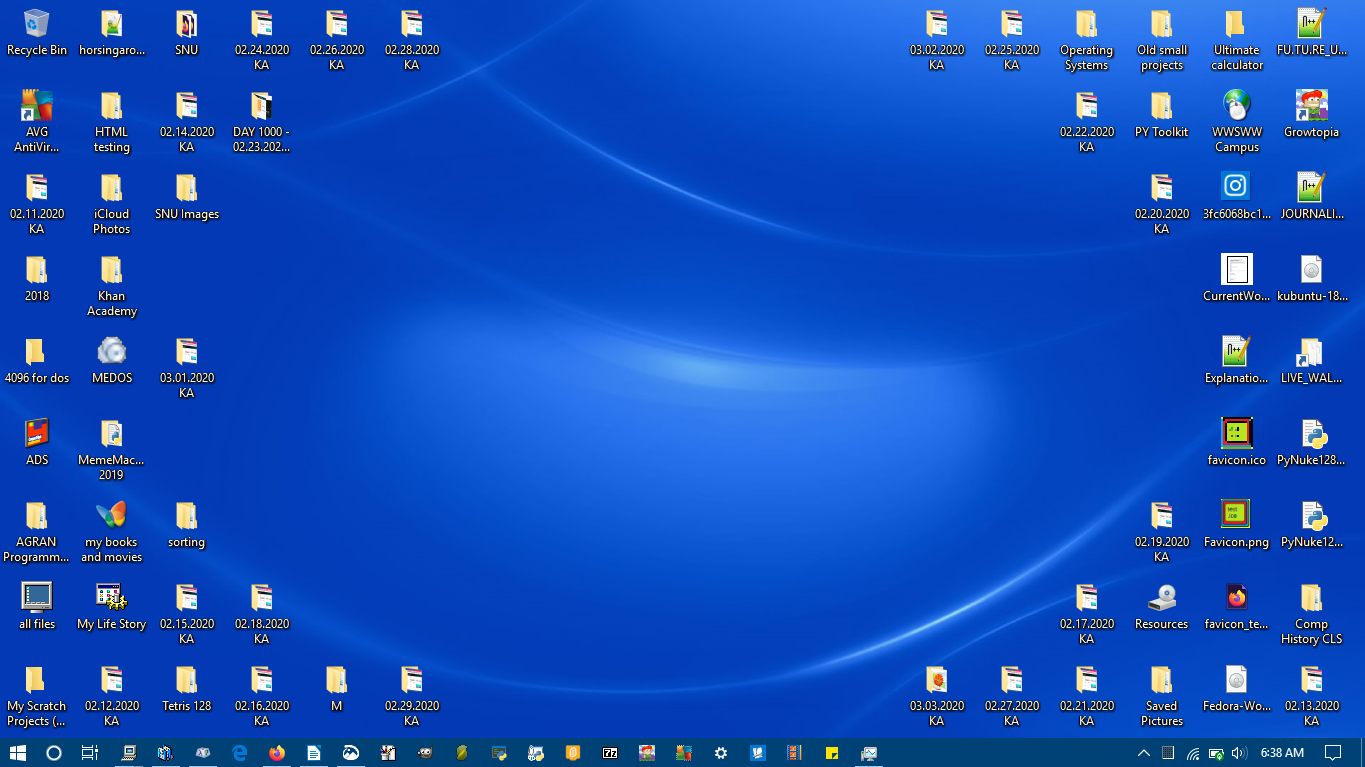 Recycle Bin
horsingaro...
SNU
02.24.2020
KA
02.26.2020
KA
02.28.2020
KA
03.02.2020
KA
02.25.2020
KA
Operating
Systems
Old small
projects
Ultimate
calculator
FU.TU.RE_U...
AVG
AntiVir...
HTML
testing
02.14.2020
KA
DAY 1000 -
02.23.202...
02.22.2020
KA
PY Toolkit
WWSWW
Campus
Growtopia
02.11.2020
KA
iCloud
Photos
SNU Images
02.20.2020
KA
3fc6068bc1...
JOURNALI...
2018
Khan
Academy
CurrentWo...
kubuntu-18...
4096 for dos
MEDOS
03.01.2020
KA
Explanatio...
LIVE_WAL...
ADS
MemeMac...
2019
favicon.ico
PyNuke128...
AGRAN
Programm...
my books
and movies
sorting
02.19.2020
KA
Favicon.png
PyNuke12...
all files
My Life Story
02.15.2020
KA
02.18.2020
KA
02.17.2020
KA
Resources
favicon_te...
Comp
History CLS
My Scratch
Projects (...
02.12.2020
KA
Tetris 128
02.16.2020
KA
M
02.29.2020
KA
03.03.2020
KA
02.27.2020
KA
02.21.2020
KA
Saved
Pictures
Fedora-Wo...
02.13.2020
KA
6:38 AM